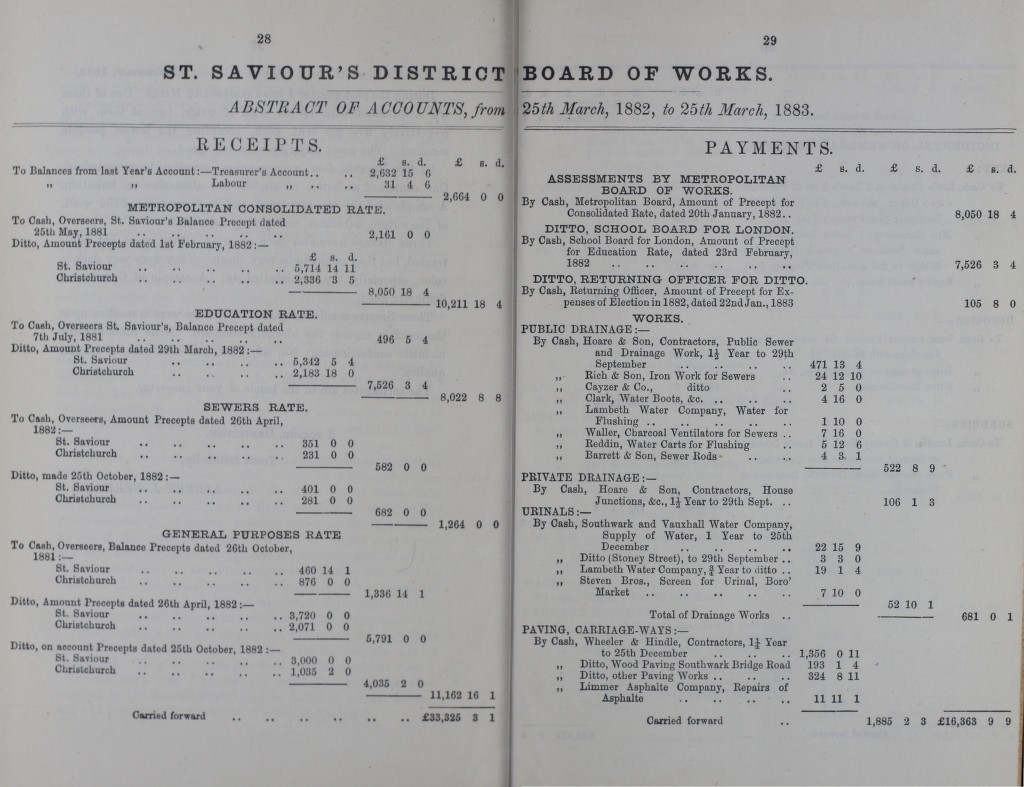 28
ST. SAVIOUR'S DISTRICT
ABSTRACT OF ACCOUNTS, from
RECEIPTS.
£ s. d. £ s. d.
To Balances from last Year's Account:—Treasurer's Account.. .. 2,632 15 6
„ „ Labour „ .. .. 31 4 6
2,664 0 0
METROPOLITAN CONSOLIDATED RATE.
To Cash, Overseers, St. Saviour's Balance Precept dated
25th May, 1881 .. .. .. .. .. 2,161 0 0
Ditto, Amount Precepts dated 1st February, 1882:—
£ s. d.
St. Saviour .. .. .. .. .. 5,714 14 11
Christchurch .. .. .. .. .. 2,336 3 5
8,050 18 4
10,211 18 4
EDUCATION RATE.
To Cash, Overseers St. Saviour's, Balance Precept dated
7th July, 1881 .. .. .. .. .. 496 5 4
Ditto, Amount Precepts dated 29th March, 1882:—
St. Saviour .. .. .. .. .. 5,342 5 4
Christchurch .. .. .. .. 2,183 18 0
7,526 3 4
8,022 8 8
SEWERS RATE.
To Cash, Overseers, Amount Precepts dated 26th April,
1882:—
St. Saviour .. .. .. .. .. 351 0 0
Christchurch .. .. .. .. .. 231 0 0
582 0 0
Ditto, made 25th October, 1882:—
St. Saviour .. .. .. .. .. 401 0 0
Christchurch .. .. .. .. .. 281 0 0
682 0 0
1,264 0 0
GENERAL PURPOSES RATE
To Cash, Overseers, Balance Precepts dated 26th October,
1881:—
St. Saviour .. .. .. .. .. 460 14 1
Christchurch .. .. .. .. .. 876 0 0
1,336 14 1
Ditto, Amount Precepts dated 26th April, 1882:—
St. Saviour .. .. .. .. .. 3,720 0 0
Christchurch .. .. .. .. .. 2,071 0 0
5,791 0 0
Ditto, on account Precepts dated 25th October, 1882:—
St. Saviour .. .. .. .. .. 3,000 0 0
Christchurch .. .. .. .. .. 1,035 2 0
4,035 2 0
11,162 16 1
Carried forward .. .. .. .. .. .. £33,325 3 1
29
BOARD OF WORKS.
25th March, 1882, to 25th March, 1883.
PAYMENTS.
£ s. d. £ s. d. £ s. d.
ASSESSMENTS BY METROPOLITAN
BOARD OF WORKS.
By Cash, Metropolitan Board, Amount of Precept for
Consolidated Rate, dated 20th January, 1882.. 8,050 18 4
DITTO, SCHOOL BOARD FOR LONDON.
By Cash, School Board for London, Amount of Precept
for Education Rate, dated 23rd February,
1882 .. .. .. .. .. .. 7,526 3 4
DITTO, RETURNING OFFICER FOR DITTO.
By Cash, Returning Officer, Amount of Precept for Ex-
penses of Election in 1882, dated 22nd Jan., 1883 105 8 0
WORKS.
PUBLIC DRAINAGE:—
By Cash, Hoare & Son, Contractors, Public Sewer
and Drainage Work, 1½ Year to 29th
September .. .. .. .. 471 13 4
„ Rich & Son, Iron Work for Sewers .. 24 12 10
„ Cayzer & Co., ditto .. 2 5 0
„ Clark, Water Boots, &c. .. .. .. 4 16 0
„ Lambeth Water Company, Water for
Flushing .. .. .. .. .. 1 10 0
„ Waller, Charcoal Ventilators for Sewers .. 7 16 0
„ Reddin, Water Carts for Flushing .. 5 12 6
„ Barrett & Son, Sewer Rods .. .. 4 3 1
522 8 9
PRIVATE DRAINAGE:—
By Cash, Hoare & Son, Contractors, House
Junctions, &c., 1½ Year to 29th Sept. .. 106 1 3
URINALS:—
By Cash, Southwark and Vauxhall Water Company,
Supply of Water, 1 Year to 25th
December .. .. .. .. 22 15 9
„ Ditto (Stoney Street), to 29th September .. 3 3 0
„ Lambeth Water Company, ¾ Year to ditto .. 19 1 4
„ Steven Bros., Screen for Urinal, Boro'
Market .. .. .. .. .. 7 10 0
52 10 1
Total of Drainage Works .. 681 0 1
PAVING, CARRIAGE-WAYS:—
By Cash, Wheeler & Hindle, Contractors, 1¼ Year
to 25th December .. .. .. 1,356 0 11
„ Ditto, Wood Paving Southwark Bridge Road 193 1 4
„ Ditto, other Paving Works .. .. .. 324 8 11
„ Limmer Asphalte Company, Repairs of
Asphalte .. .. .. .. 11 11 1
Carried forward .. 1,885 2 3 £16,363 9 9